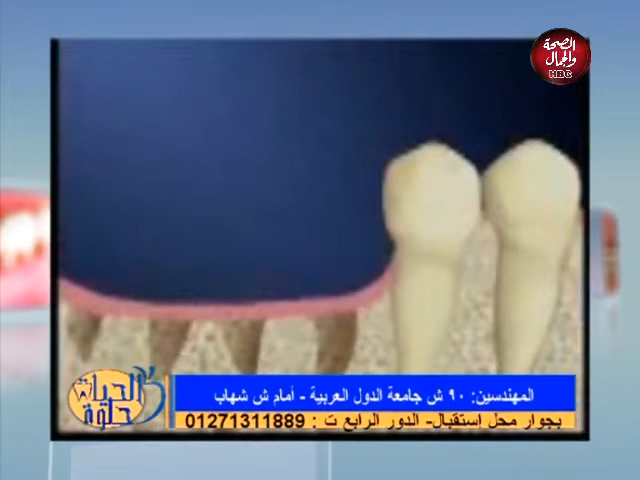 الصحة
والجمال
HBC
الحياة
حلوة
المهندسين: ٩٠ ش جامعة الدول العربية - أمام ش شهاب
بجوار محل إستقبال- الدور الرابع ت : 01271311889